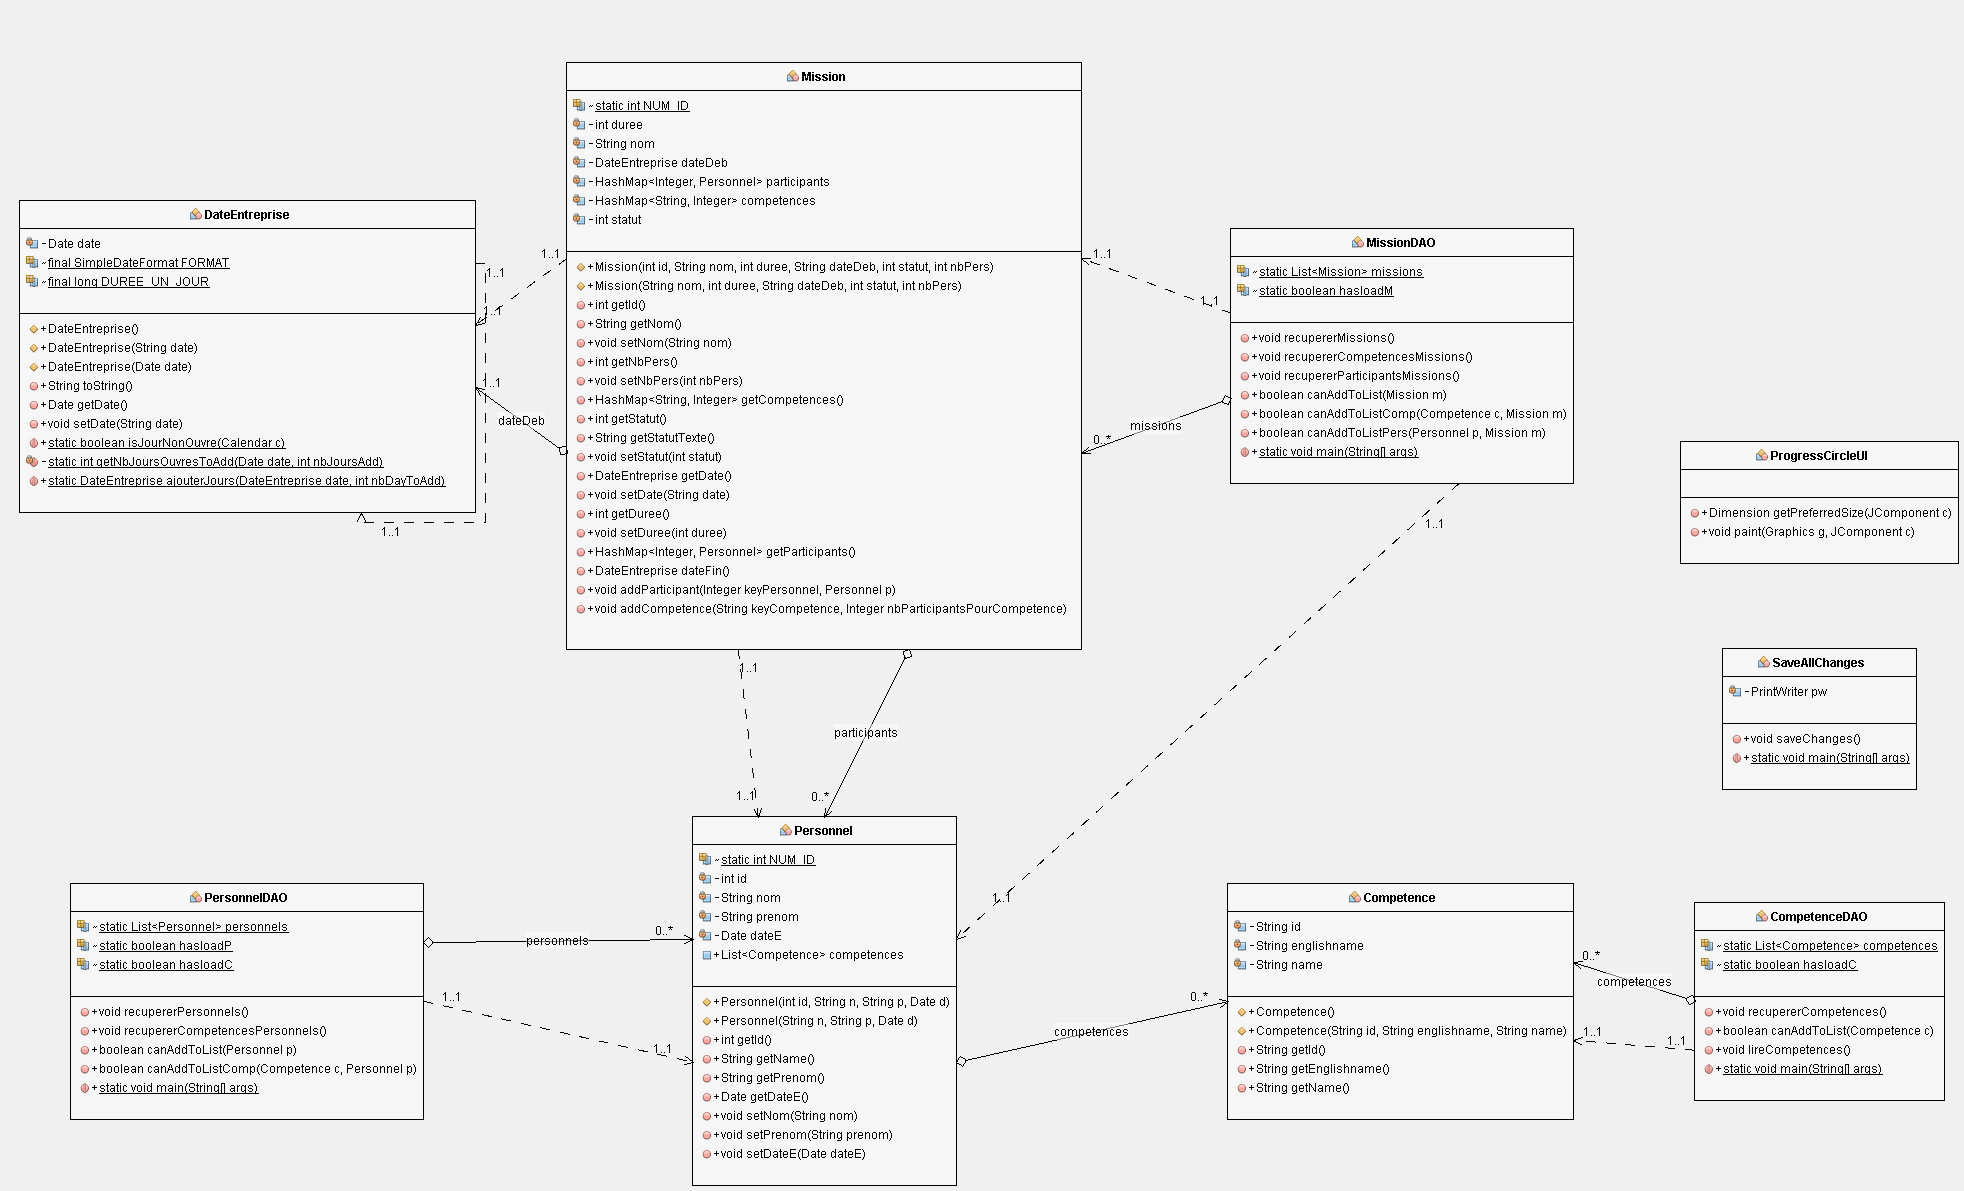 Mission
~static int NUM_ID
-int duree
-String nom
-DateEntreprise dateDeb
-HashMap<Integer, Personnel> participants
-HashMap<String, Integer> competences
-int statut
+Mission(int id, String nom, int duree, String dateDeb, int statut, int nbPers)
+Mission(String nom, int duree, String dateDeb, int statut, int nbPers)
+int getId()
+String getNom()
+void setNom(String nom)
+int getNbPers()
+void setNbPers(int nbPers)
+HashMap<String, Integer> getCompetences()
+int getStatut()
+String getStatutTexte()
+void setStatut(int statut)
+DateEntreprise getDate()
+void setDate(String date)
+int getDuree()
+void setDuree(int duree)
+HashMap<Integer, Personnel> getParticipants()
+DateEntreprise dateFin()
+void addParticipant(Integer keyPersonnel, Personnel p)
+void addCompetence(String keyCompetence, Integer nbParticipantsPourCompetence)
DateEntreprise
-Date date
~final SimpleDateFormat FORMAT
~final long DUREE_UN_JOUR
+DateEntreprise()
+DateEntreprise(String date)
+DateEntreprise(Date date)
+String toString()
+Date getDate()
+void setDate(String date)
+static boolean isJourNonOuvre(Calendar c)
-static int getNbJoursOuvresToAdd(Date date, int nbJoursAdd)
+static DateEntreprise ajouterJours(DateEntreprise date, int nbDayToAdd)
1..1
1..1
1..1
1..1
1..1
dateDeb
MissionDAO
~static List<Mission> missions
~static boolean hasloadM
+void recupererMissions()
+void recupererCompetencesMissions()
+void recupererParticipantsMissions()
+boolean canAddToList(Mission m)
+boolean canAddToListComp(Competence c, Mission m)
+boolean canAddToListPers(Personnel p, Mission m)
+static void main(String[] args)
1..1
1..1
missions
0..*
1..1
1..1
ProgressCircleUI
+Dimension getPreferredSize(JComponent c)
+void paint(Graphics g, JComponent c)
SaveAllChanges
-PrintWriter pw
+void saveChanges()
+static void main(String[] args)
1..1
1..1
participants
0..*
Personnel
~static int NUM_ID
-int id
-String nom
-String prenom
-Date dateE
+List<Competence> competences
+Personnel(int id, String n, String p, Date d)
+Personnel(String n, String p, Date d)
+int getId()
+String getName()
+String getPrenom()
+Date getDateE()
+void setNom(String nom)
+void setPrenom(String prenom)
+void setDateE(Date dateE)
PersonnelDAO
~static List<Personnel> personnels
~static boolean hasloadP
~static boolean hasloadC
+void recupererPersonnels()
+void recupererCompetencesPersonnels()
+boolean canAddToList(Personnel p)
+boolean canAddToListComp(Competence c, Personnel p)
+static void main(String[] args)
personnels
0..*
1..1
1..1
competences
0..*
Competence
-String id
-String englishname
-String name
+Competence()
+Competence(String id, String englishname, String name)
+String getId()
+String getEnglishname()
+String getName()
CompetenceDAO
~static List<Competence> competences
~static boolean hasloadC
+void recupererCompetences()
+boolean canAddToList(Competence c)
+void lireCompetences()
+static void main(String[] args)
0..*
competences
1..1
1..1